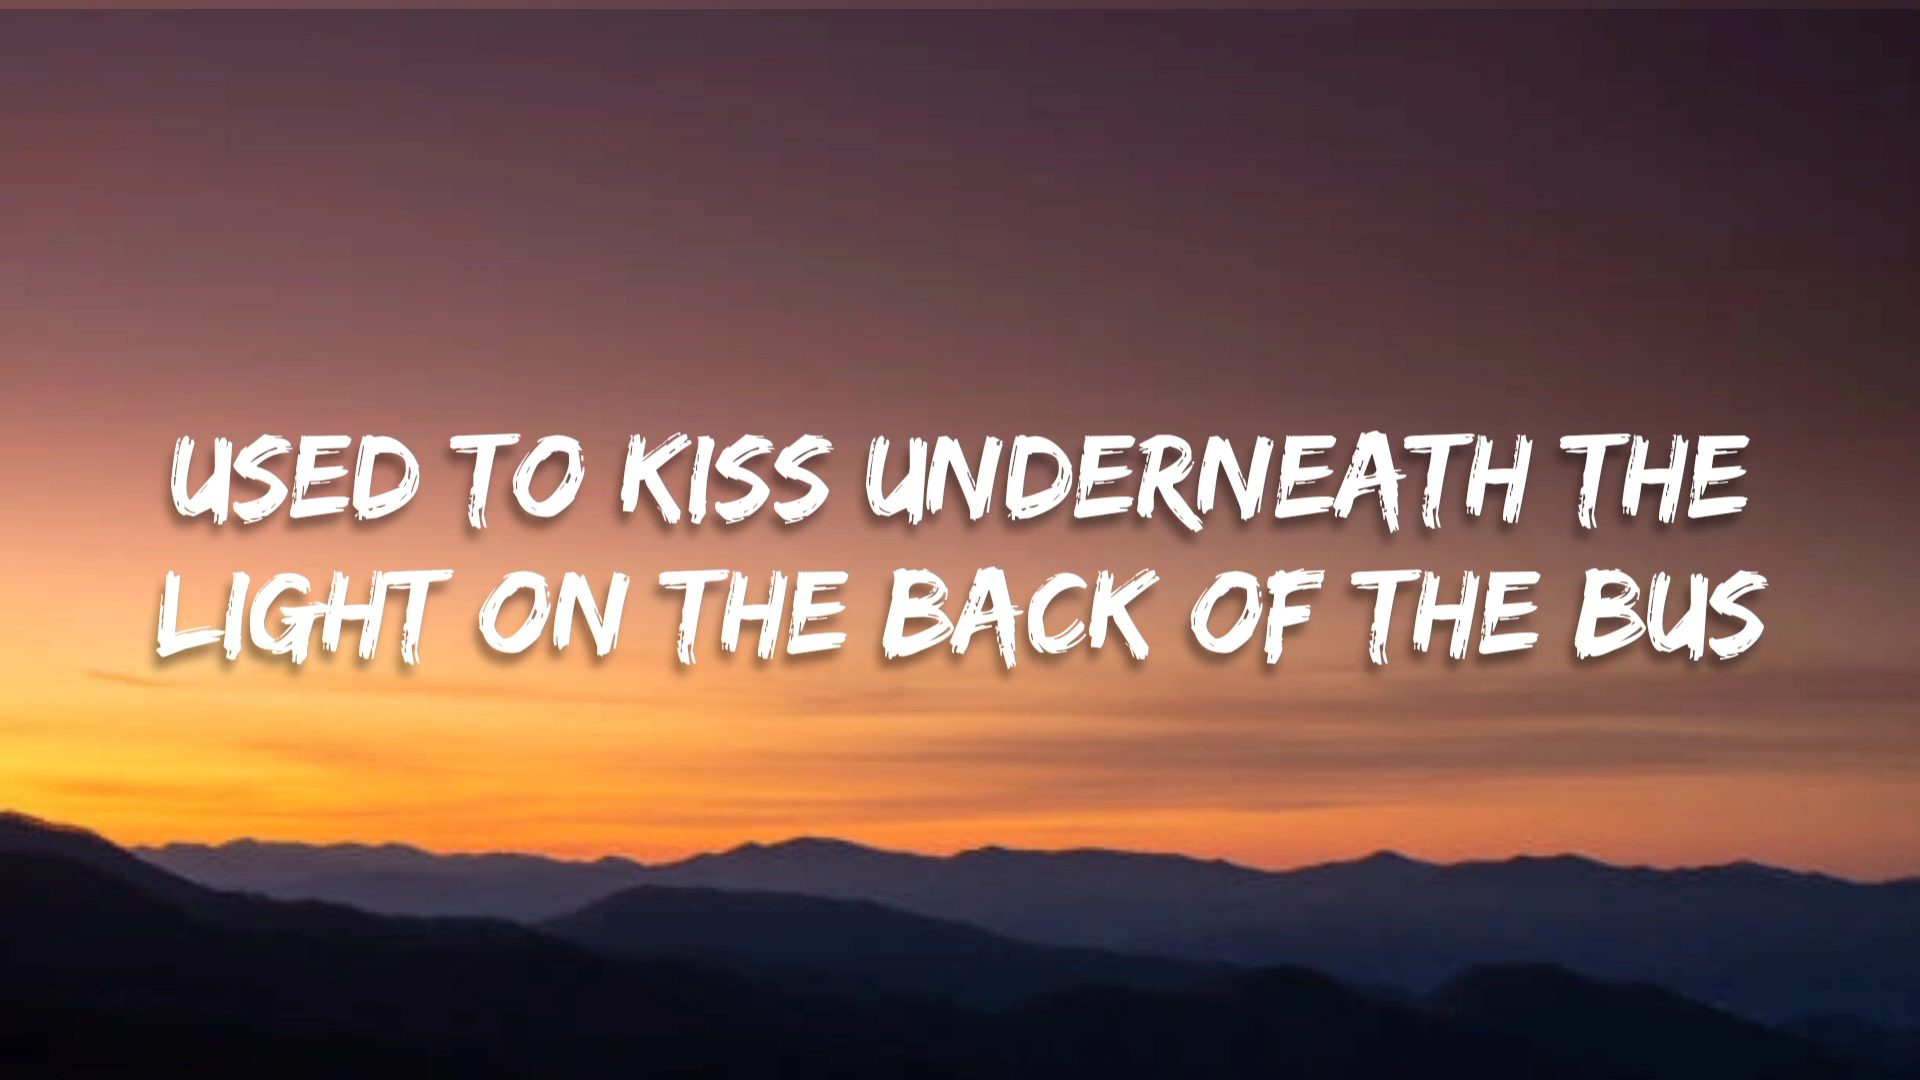 USED TO KISS UNDERNEATH THE
LIGHT ON THE BACK OF THE BUS